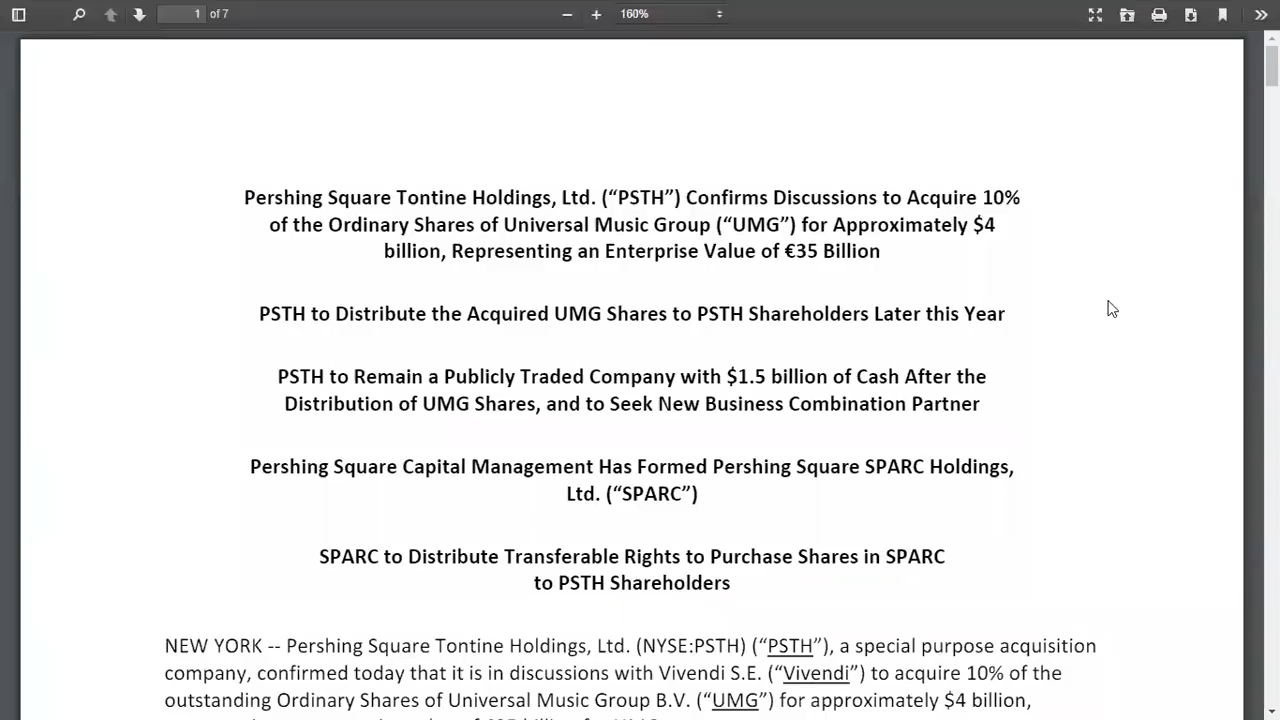 1 of 7
160%
Pershing Square Tontine Holdings, Ltd. (“PSTH”) Confirms Discussions to Acquire 10%
of the Ordinary Shares of Universal Music Group (“UMG”) for Approximately $4
billion, Representing an Enterprise Value of €35 Billion
PSTH to Distribute the Acquired UMG Shares to PSTH Shareholders Later this Year
PSTH to Remain a Publicly Traded Company with $1.5 billion of Cash After the
Distribution of UMG Shares, and to Seek New Business Combination Partner
Pershing Square Capital Management Has Formed Pershing Square SPARC Holdings,
Ltd. (“SPARC”)
SPARC to Distribute Transferable Rights to Purchase Shares in SPARC
to PSTH Shareholders
NEW YORK -- Pershing Square Tontine Holdings, Ltd. (NYSE:PSTH) (“PSTH”), a special purpose acquisition
company, confirmed today that it is in discussions with Vivendi S.E. (“Vivendi”) to acquire 10% of the
outstanding Ordinary Shares of Universal Music Group B.V. (“UMG”) for approximately $4 billion,